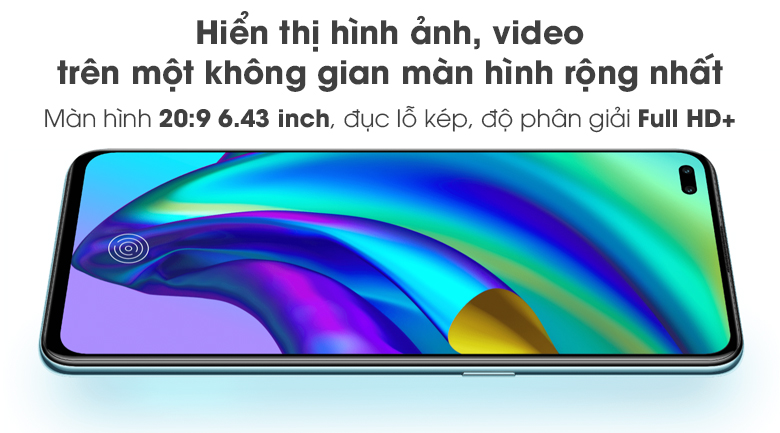 Hiển thị hình ảnh, video
trên một không gian màn hình rộng nhất
Màn hình 20:9 6.43 inch, đục lỗ kép, độ phân giải Full HD+